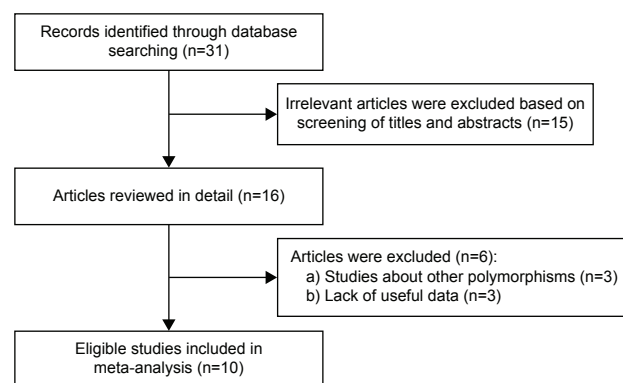 Records identified through database
searching (n=31)
Irrelevant articles were excluded based on
screening of titles and abstracts (n=15)
Articles reviewed in detail (n=16)
Articles were excluded (n=6):
a) Studies about other polymorphisms (n=3)
b) Lack of useful data (n=3)
Eligible studies included in
meta-analysis (n=10)